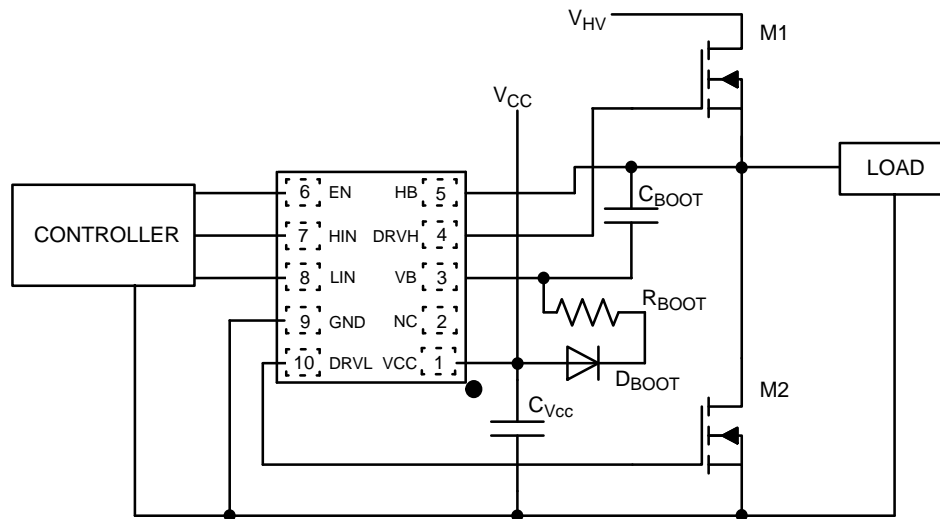 V_HV
M1
V_CC
LOAD
CONTROLLER
6 EN HB 5
C_BOOT
7 HIN DRVH 4
8 LIN VB 3
R_BOOT
9 GND NC 2
10 DRVL VCC 1
D_BOOT
M2
C_Vcc